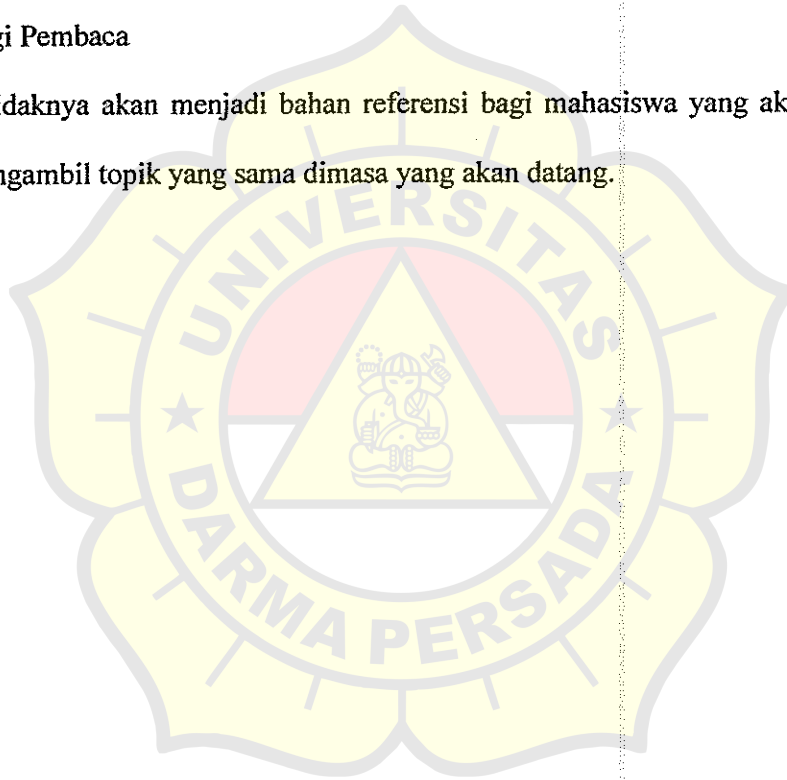 gi Pembaca
idaknya akan menjadi bahan referensi bagi mahasiswa yang ak
ngambil topik yang sama dimasa yang akan datang.
UNIVERSITAS
DARMA PERSADA